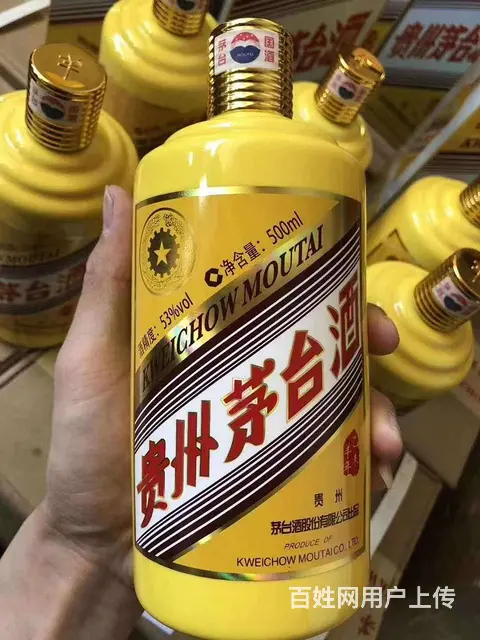 国酒
茅台
贵州茅台
净含量：500ml
酒精度：53%vol
KWEICHOW MOUTAI
贵州茅台酒
贵州
茅台酒股份有限公司出品
PRODUCE OF
KWEICHOW MOUTAI CO., LTD.
茅台酒
百姓网用户上传